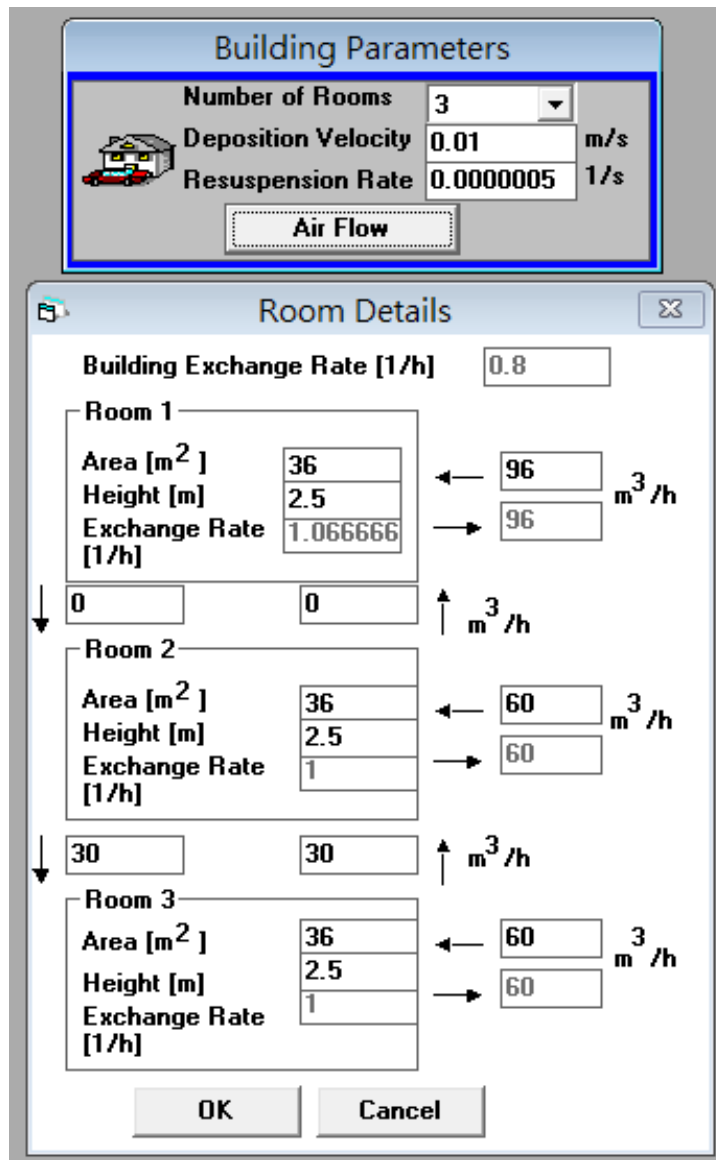 Building Parameters
Number of Rooms 3
Deposition Velocity 0.01 m/s
Resuspension Rate 0.0000005 1/s
Air Flow
Room Details
Building Exchange Rate [1/h] 0.8
Room 1
Area [m2 ] 36 96
Height [m] 2.5 m3/h
Exchange Rate 1.066666 96
[1/h]
0 0 m3/h
Room 2
Area [m2 ] 36 60
Height [m] 2.5 m3/h
Exchange Rate 1 60
[1/h]
30 30 m3/h
Room 3
Area [m2 ] 36 60
Height [m] 2.5 m3/h
Exchange Rate 1 60
[1/h]
OK Cancel